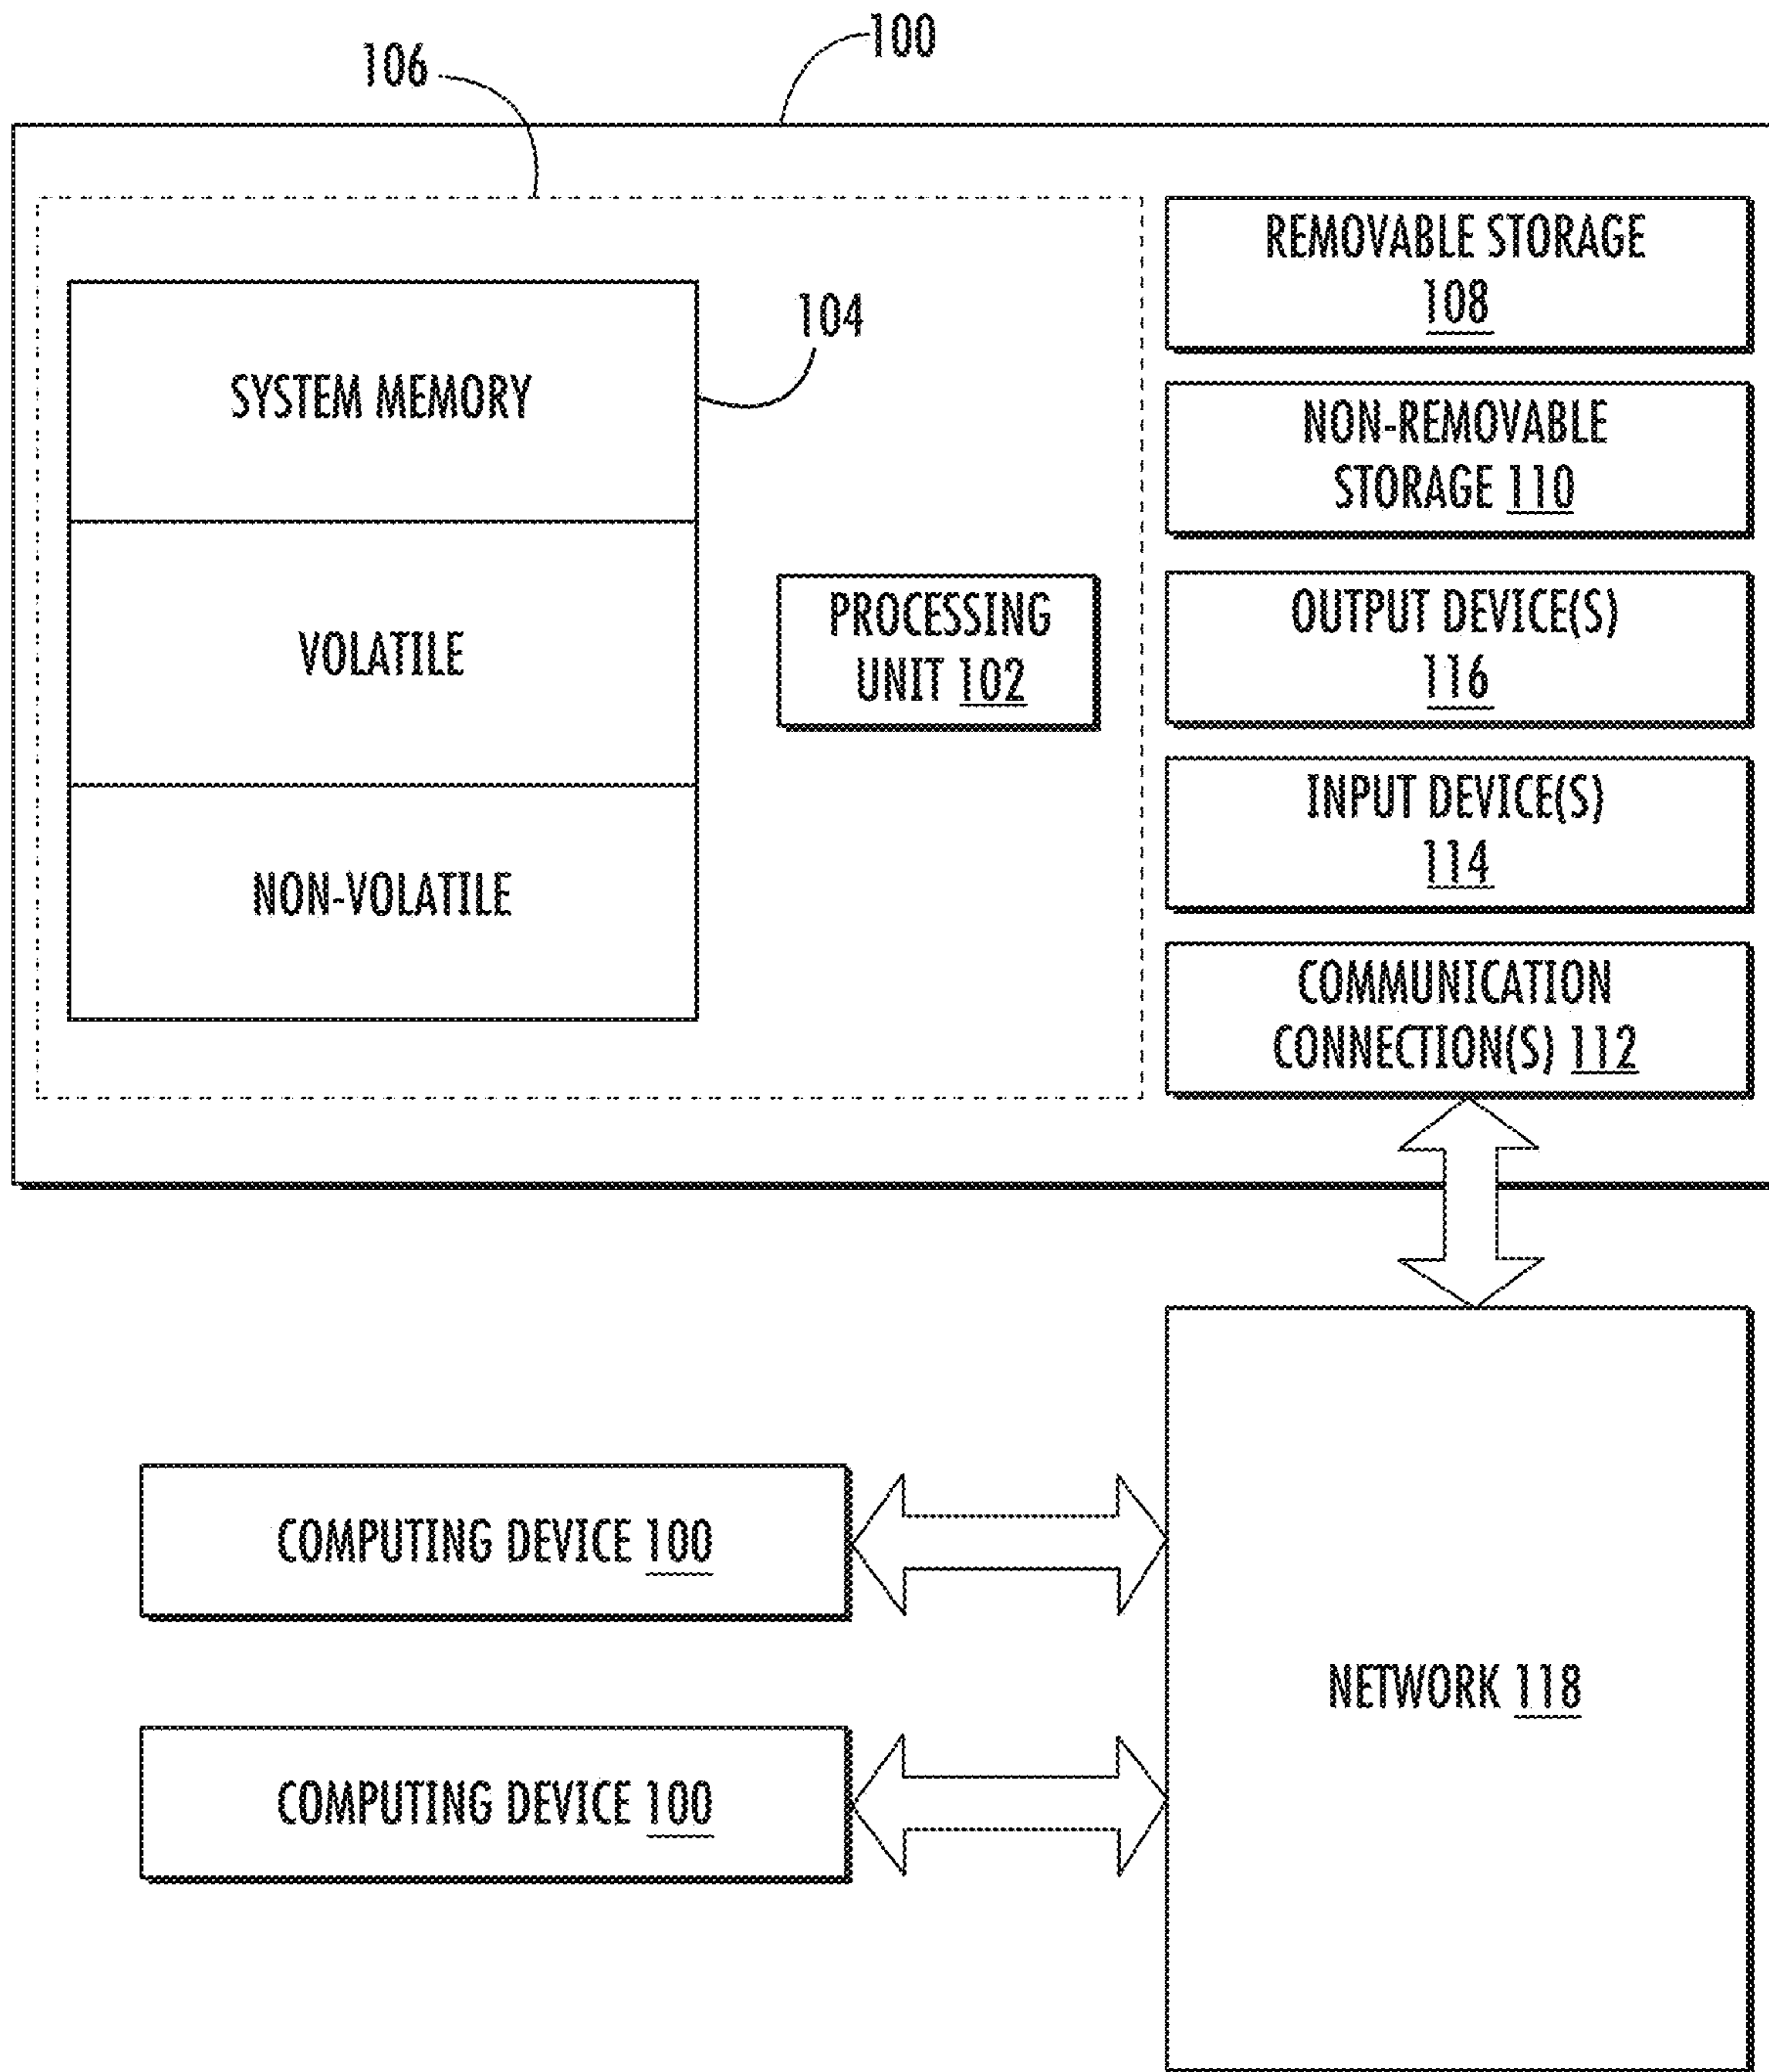 100
106
SYSTEM MEMORY
104
VOLATILE
NON-VOLATILE
PROCESSING
UNIT 102
REMOVABLE STORAGE
108
NON-REMOVABLE
STORAGE 110
OUTPUT DEVICE(S)
116
INPUT DEVICE(S)
114
COMMUNICATION
CONNECTION(S) 112
COMPUTING DEVICE 100
COMPUTING DEVICE 100
NETWORK 118